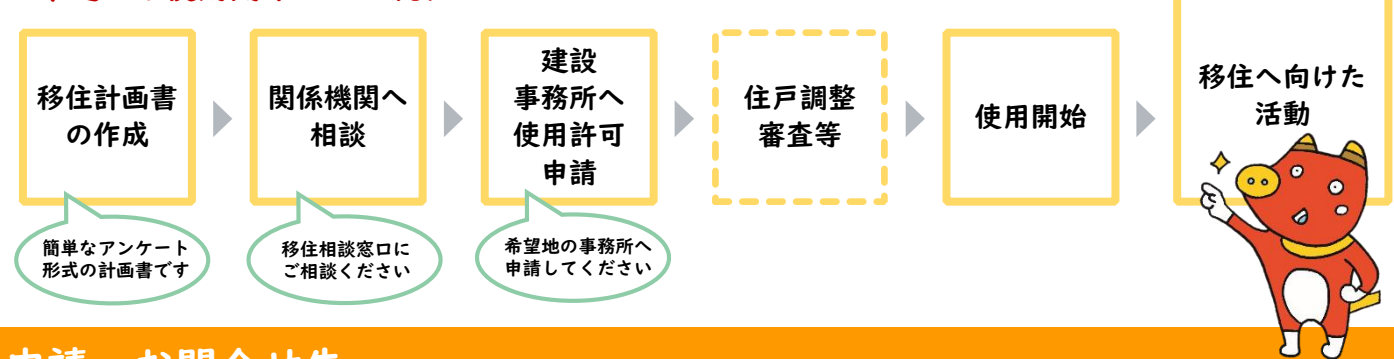 移住計画書
の作成
関係機関へ
相談
建設
事務所へ
使用許可
申請
住戸調整
審査等
使用開始
移住へ向けた
活動
簡単なアンケート
形式の計画書です
移住相談窓口に
ご相談ください
希望地の事務所へ
申請してください